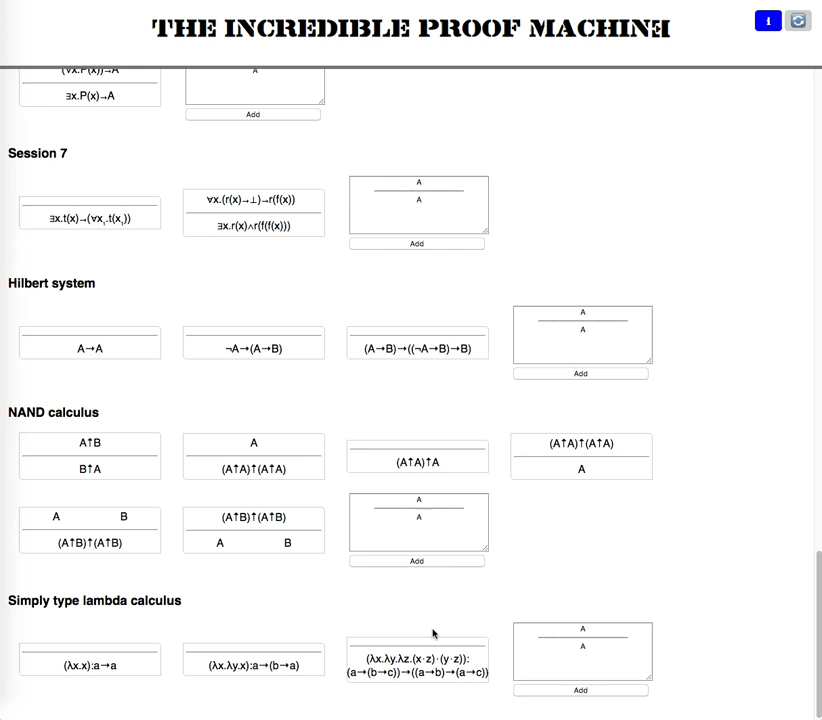 THE INCREDIBLE PROOF MACHINE
i
(∀x.P(x))→A
∃x.P(x)→A
A
Add
Session 7
∃x.t(x)→(∀x₁.t(x₁))
∀x.(r(x)→⊥)→r(f(x))
∃x.r(x)∧r(f(f(x)))
A
A
Add
Hilbert system
A→A
¬A→(A→B)
(A→B)→((¬A→B)→B)
A
A
Add
NAND calculus
A↑B
B↑A
A
(A↑A)↑(A↑A)
(A↑A)↑A
(A↑A)↑(A↑A)
A
A B
(A↑B)↑(A↑B)
(A↑B)↑(A↑B)
A B
A
A
Add
Simply type lambda calculus
(λx.x):a→a
(λx.λy.x):a→(b→a)
(λx.λy.λz.(x·z)·(y·z)):
(a→(b→c))→((a→b)→(a→c))
A
A
Add